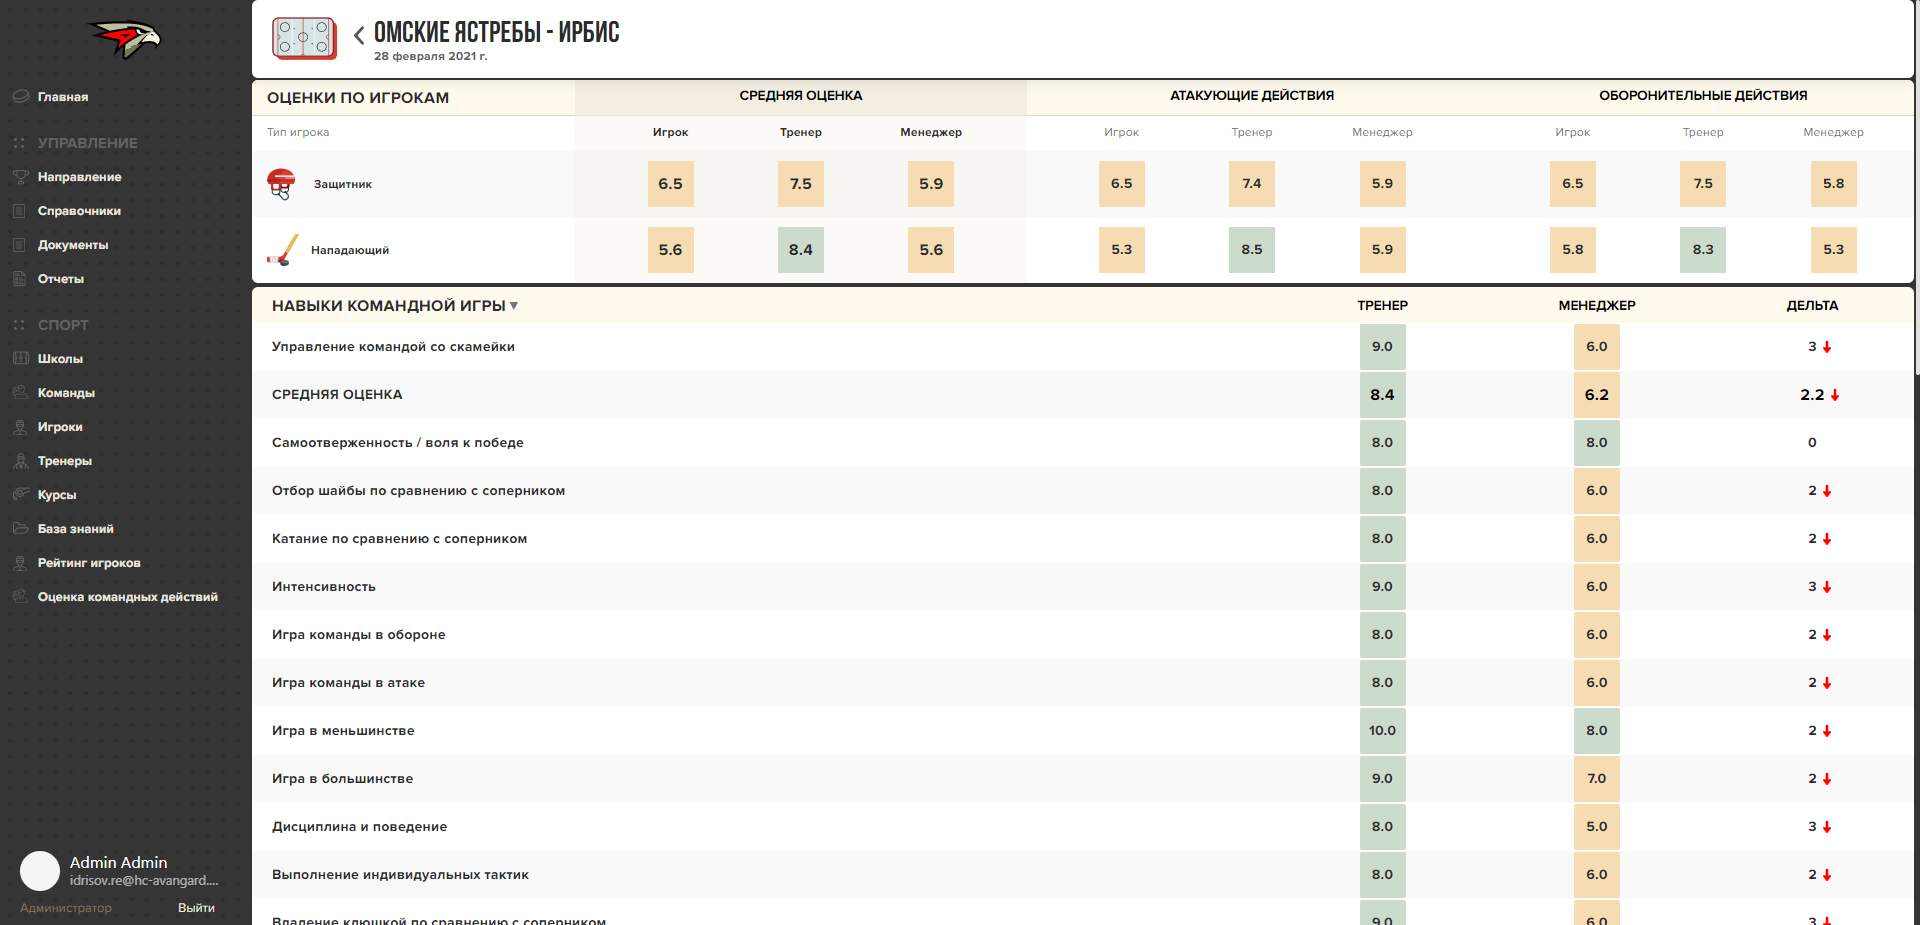 Главная
УПРАВЛЕНИЕ
Направление
Справочники
Документы
Отчеты
СПОРТ
Школы
Команды
Игроки
Тренеры
Курсы
База знаний
Рейтинг игроков
Оценка командных действий
Admin Admin
idrisov.re@hc-avangard....
Администратор Выйти
ОМСКИЕ ЯСТРЕБЫ - ИРБИС
28 февраля 2021 г.
ОЦЕНКИ ПО ИГРОКАМ СРЕДНЯЯ ОЦЕНКА АТАКУЮЩИЕ ДЕЙСТВИЯ ОБОРОНИТЕЛЬНЫЕ ДЕЙСТВИЯ
Тип игрока Игрок Тренер Менеджер Игрок Тренер Менеджер Игрок Тренер Менеджер
Защитник 6.5 7.5 5.9 6.5 7.4 5.9 6.5 7.5 5.8
Нападающий 5.6 8.4 5.6 5.3 8.5 5.9 5.8 8.3 5.3
НАВЫКИ КОМАНДНОЙ ИГРЫ ▼ ТРЕНЕР МЕНЕДЖЕР ДЕЛЬТА
Управление командой со скамейки 9.0 6.0 3
СРЕДНЯЯ ОЦЕНКА 8.4 6.2 2.2
Самоотверженность / воля к победе 8.0 8.0 0
Отбор шайбы по сравнению с соперником 8.0 6.0 2
Катание по сравнению с соперником 8.0 6.0 2
Интенсивность 9.0 6.0 3
Игра команды в обороне 8.0 6.0 2
Игра команды в атаке 8.0 6.0 2
Игра в меньшинстве 10.0 8.0 2
Игра в большинстве 9.0 7.0 2
Дисциплина и поведение 8.0 5.0 3
Выполнение индивидуальных тактик 8.0 6.0 2
Владение клюшкой по сравнению с соперником 9.0 6.0 3